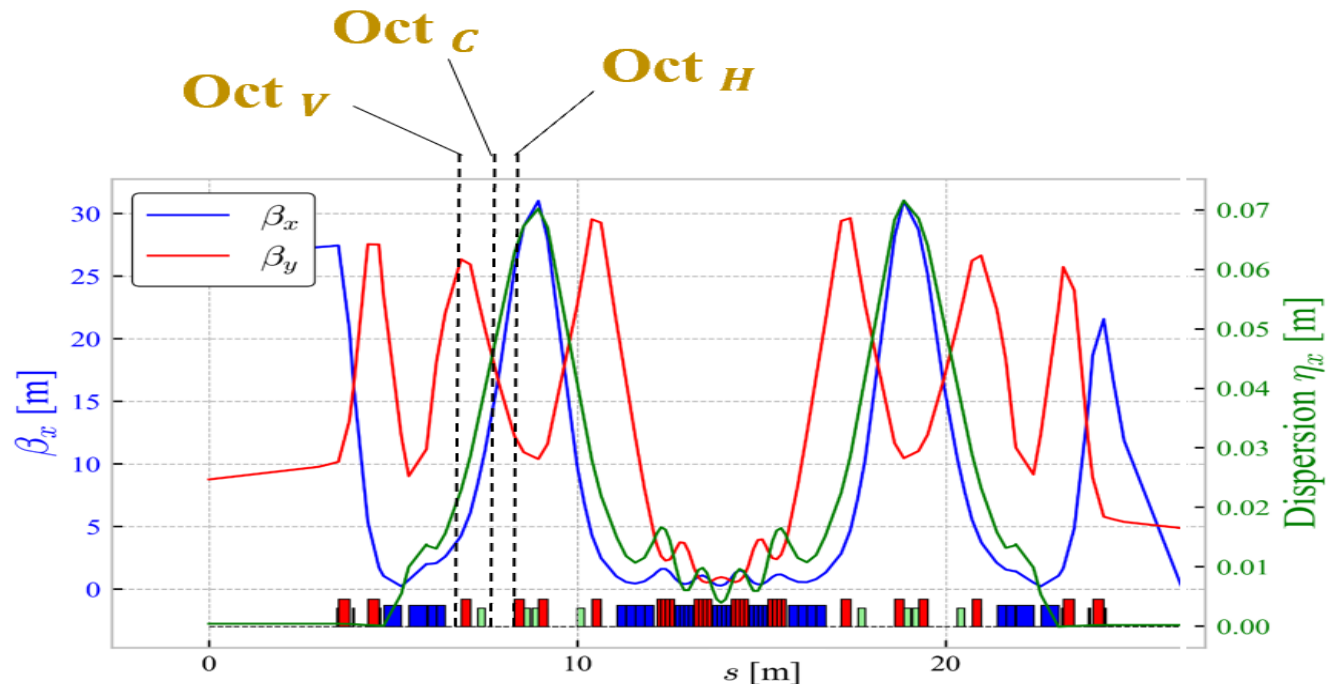 Oct C
Oct H
Oct V
βx
βy
30
25
20
15
10
5
0
βx [m]
0.07
0.06
0.05
0.04
0.03
0.02
0.01
0.00
Dispersion ηx [m]
0
10
20
s [m]